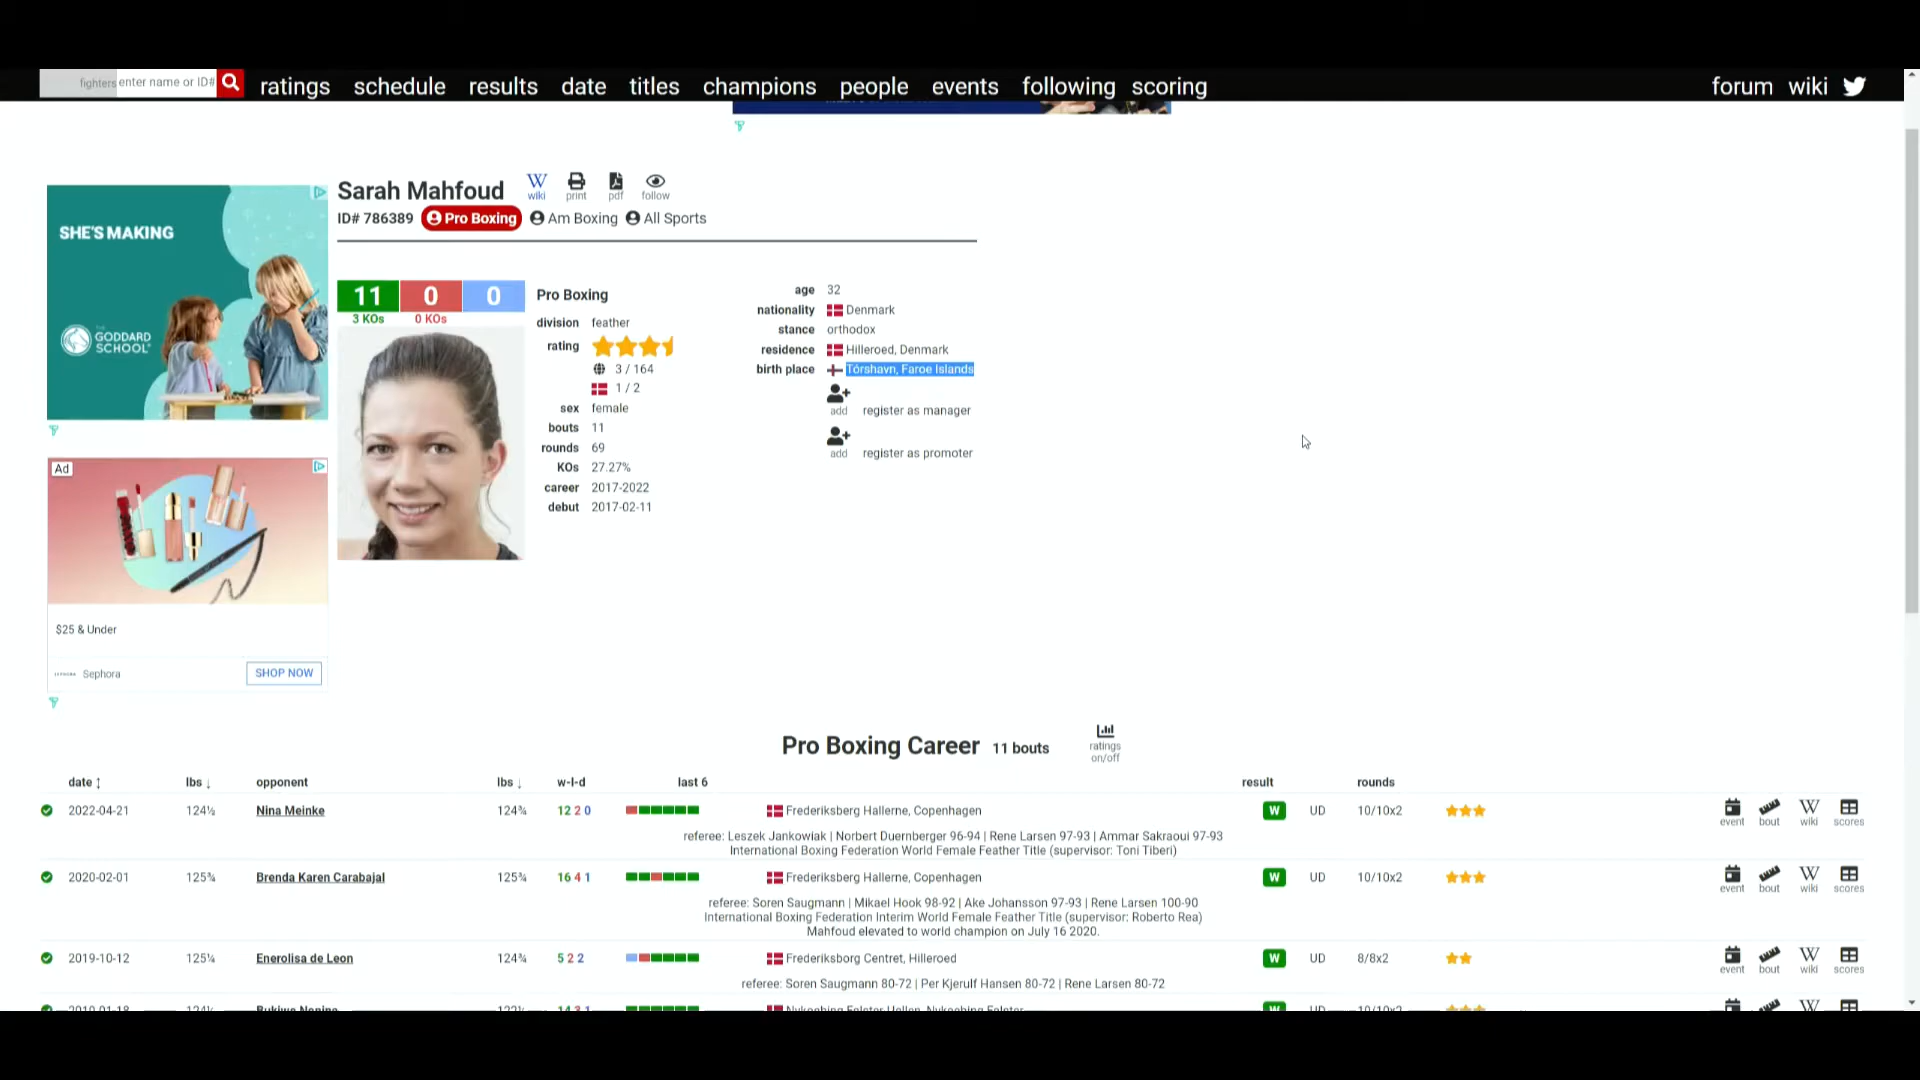 fighters enter name or ID# ratings schedule results date titles champions people events following scoring forum wiki
SHE'S MAKING
THE GODDARD SCHOOL
Ad
$25 & Under
SEPHORA Sephora SHOP NOW
Sarah Mahfoud wiki print pdf follow
ID# 786389 Pro Boxing Am Boxing All Sports
11 0 0
3 KOs 0 KOs
Pro Boxing
division feather
rating
3 / 164
1 / 2
sex female
bouts 11
rounds 69
KOs 27.27%
career 2017-2022
debut 2017-02-11
age 32
nationality Denmark
stance orthodox
residence Hilleroed, Denmark
birth place Tórshavn, Faroe Islands
add register as manager
add register as promoter
Pro Boxing Career 11 bouts ratings on/off
date lbs opponent lbs w-l-d last 6 result rounds
2022-04-21 124½ Nina Meinke 124¾ 12 2 0 Frederiksberg Hallerne, Copenhagen W UD 10/10x2 event bout wiki scores
referee: Leszek Jankowiak | Norbert Duernberger 96-94 | Rene Larsen 97-93 | Ammar Sakraoui 97-93
International Boxing Federation World Female Feather Title (supervisor: Toni Tiberi)
2020-02-01 125¾ Brenda Karen Carabajal 125¾ 16 4 1 Frederiksberg Hallerne, Copenhagen W UD 10/10x2 event bout wiki scores
referee: Soren Saugmann | Mikael Hook 98-92 | Ake Johansson 97-93 | Rene Larsen 100-90
International Boxing Federation Interim World Female Feather Title (supervisor: Roberto Rea)
Mahfoud elevated to world champion on July 16 2020.
2019-10-12 125¼ Enerolisa de Leon 124¾ 5 2 2 Frederiksborg Centret, Hilleroed W UD 8/8x2 event bout wiki scores
referee: Soren Saugmann 80-72 | Per Kjerulf Hansen 80-72 | Rene Larsen 80-72